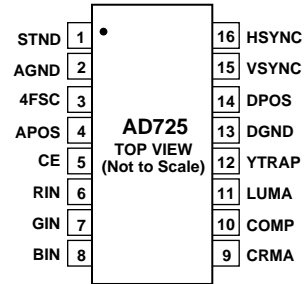 STND 1 16 HSYNC
AGND 2 15 VSYNC
4FSC 3 14 DPOS
APOS 4 13 DGND
CE 5 12 YTRAP
RIN 6 11 LUMA
GIN 7 10 COMP
BIN 8 9 CRMA
AD725
TOP VIEW
(Not to Scale)